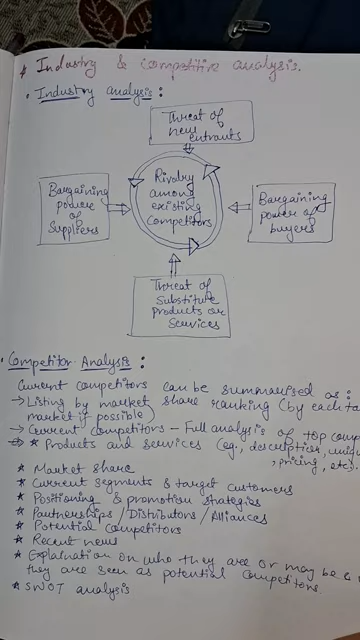 * Industry & competitive analysis.
• Industry analysis :
Threat of
new
entrants
Rivalry
among
existing
competitors
Bargaining
power
of
Suppliers
Bargaining
power of
buyers
Threat of
Substitute
products or
Services
• Competitor Analysis :
Current competitors can be summarised as :
→ Listing by market share ranking (by each ta
market if possible)
→ Current competitors – Full analysis of top comp
→ * Products and services (eg., description, uniqu
, pricing, etc).
* Market share
* Current segments & target customers
* Positioning & promotion strategies
* Partnerships / Distributors / Alliances
* Potential competitors
* Recent news
* Explaination on who they are or may be &
they are seen as potential competitors
* SWOT analysis